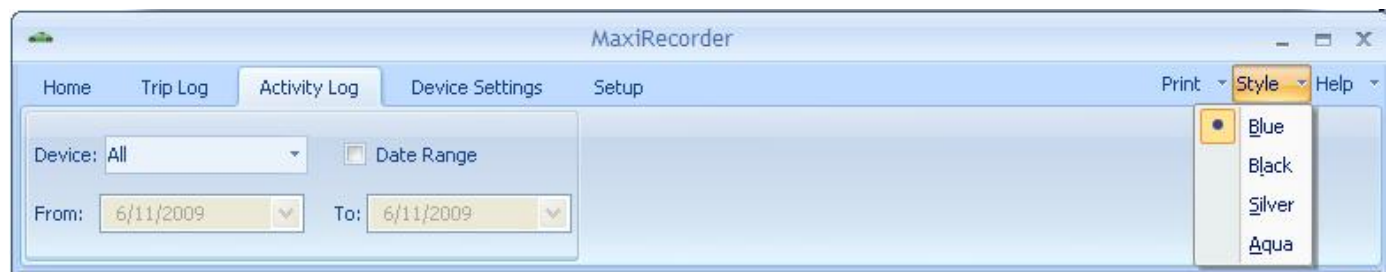 MaxiRecorder
Home Trip Log Activity Log Device Settings Setup Print Style Help
Device: All Date Range
From: 6/11/2009 To: 6/11/2009
Blue
Black
Silver
Aqua